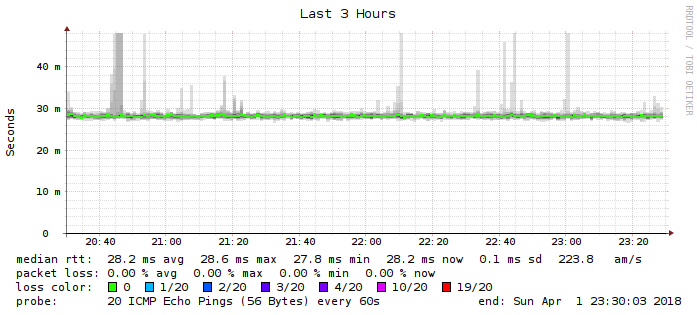 Last 3 Hours
RRDTOOL / TOBI OETIKER
Seconds
40 m
30 m
20 m
10 m
0
20:40 21:00 21:20 21:40 22:00 22:20 22:40 23:00 23:20
median rtt: 28.2 ms avg 28.6 ms max 27.8 ms min 28.2 ms now 0.1 ms sd 223.8 am/s
packet loss: 0.00 % avg 0.00 % max 0.00 % min 0.00 % now
loss color: 0 1/20 2/20 3/20 4/20 10/20 19/20
probe: 20 ICMP Echo Pings (56 Bytes) every 60s end: Sun Apr 1 23:30:03 2018